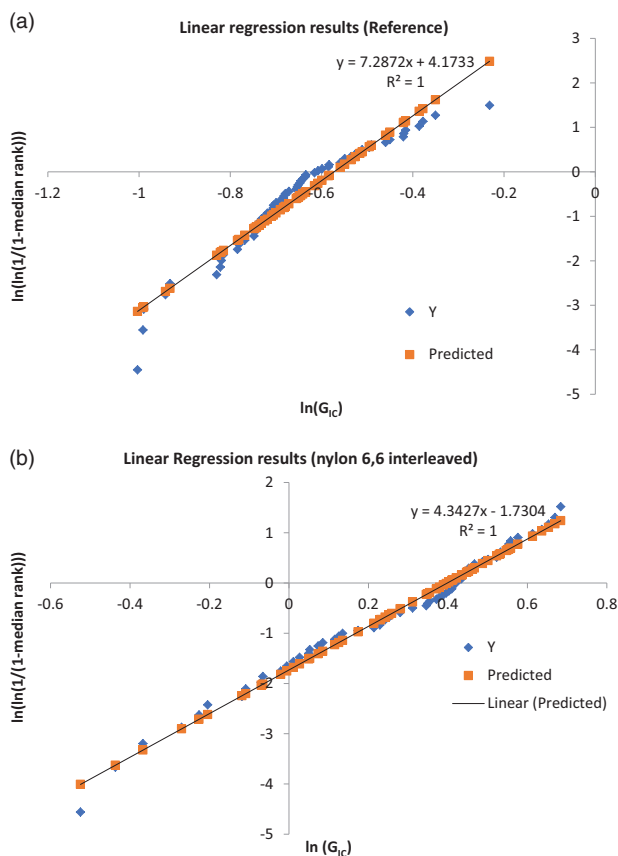 (a)
Linear regression results (Reference)
y = 7.2872x + 4.1733
R² = 1
3
2
1
0
-1
-2
-3
-4
-5
-1.2
-1
-0.8
-0.6
-0.4
-0.2
0
ln(ln(1/(1-median rank)))
Y
Predicted
ln(G_IC)
(b)
Linear Regression results (nylon 6,6 interleaved)
y = 4.3427x - 1.7304
R² = 1
2
1
0
-1
-2
-3
-4
-5
-0.6
-0.4
-0.2
0
0.2
0.4
0.6
0.8
ln(ln(1/(1-median rank)))
Y
Predicted
Linear (Predicted)
ln (G_IC)